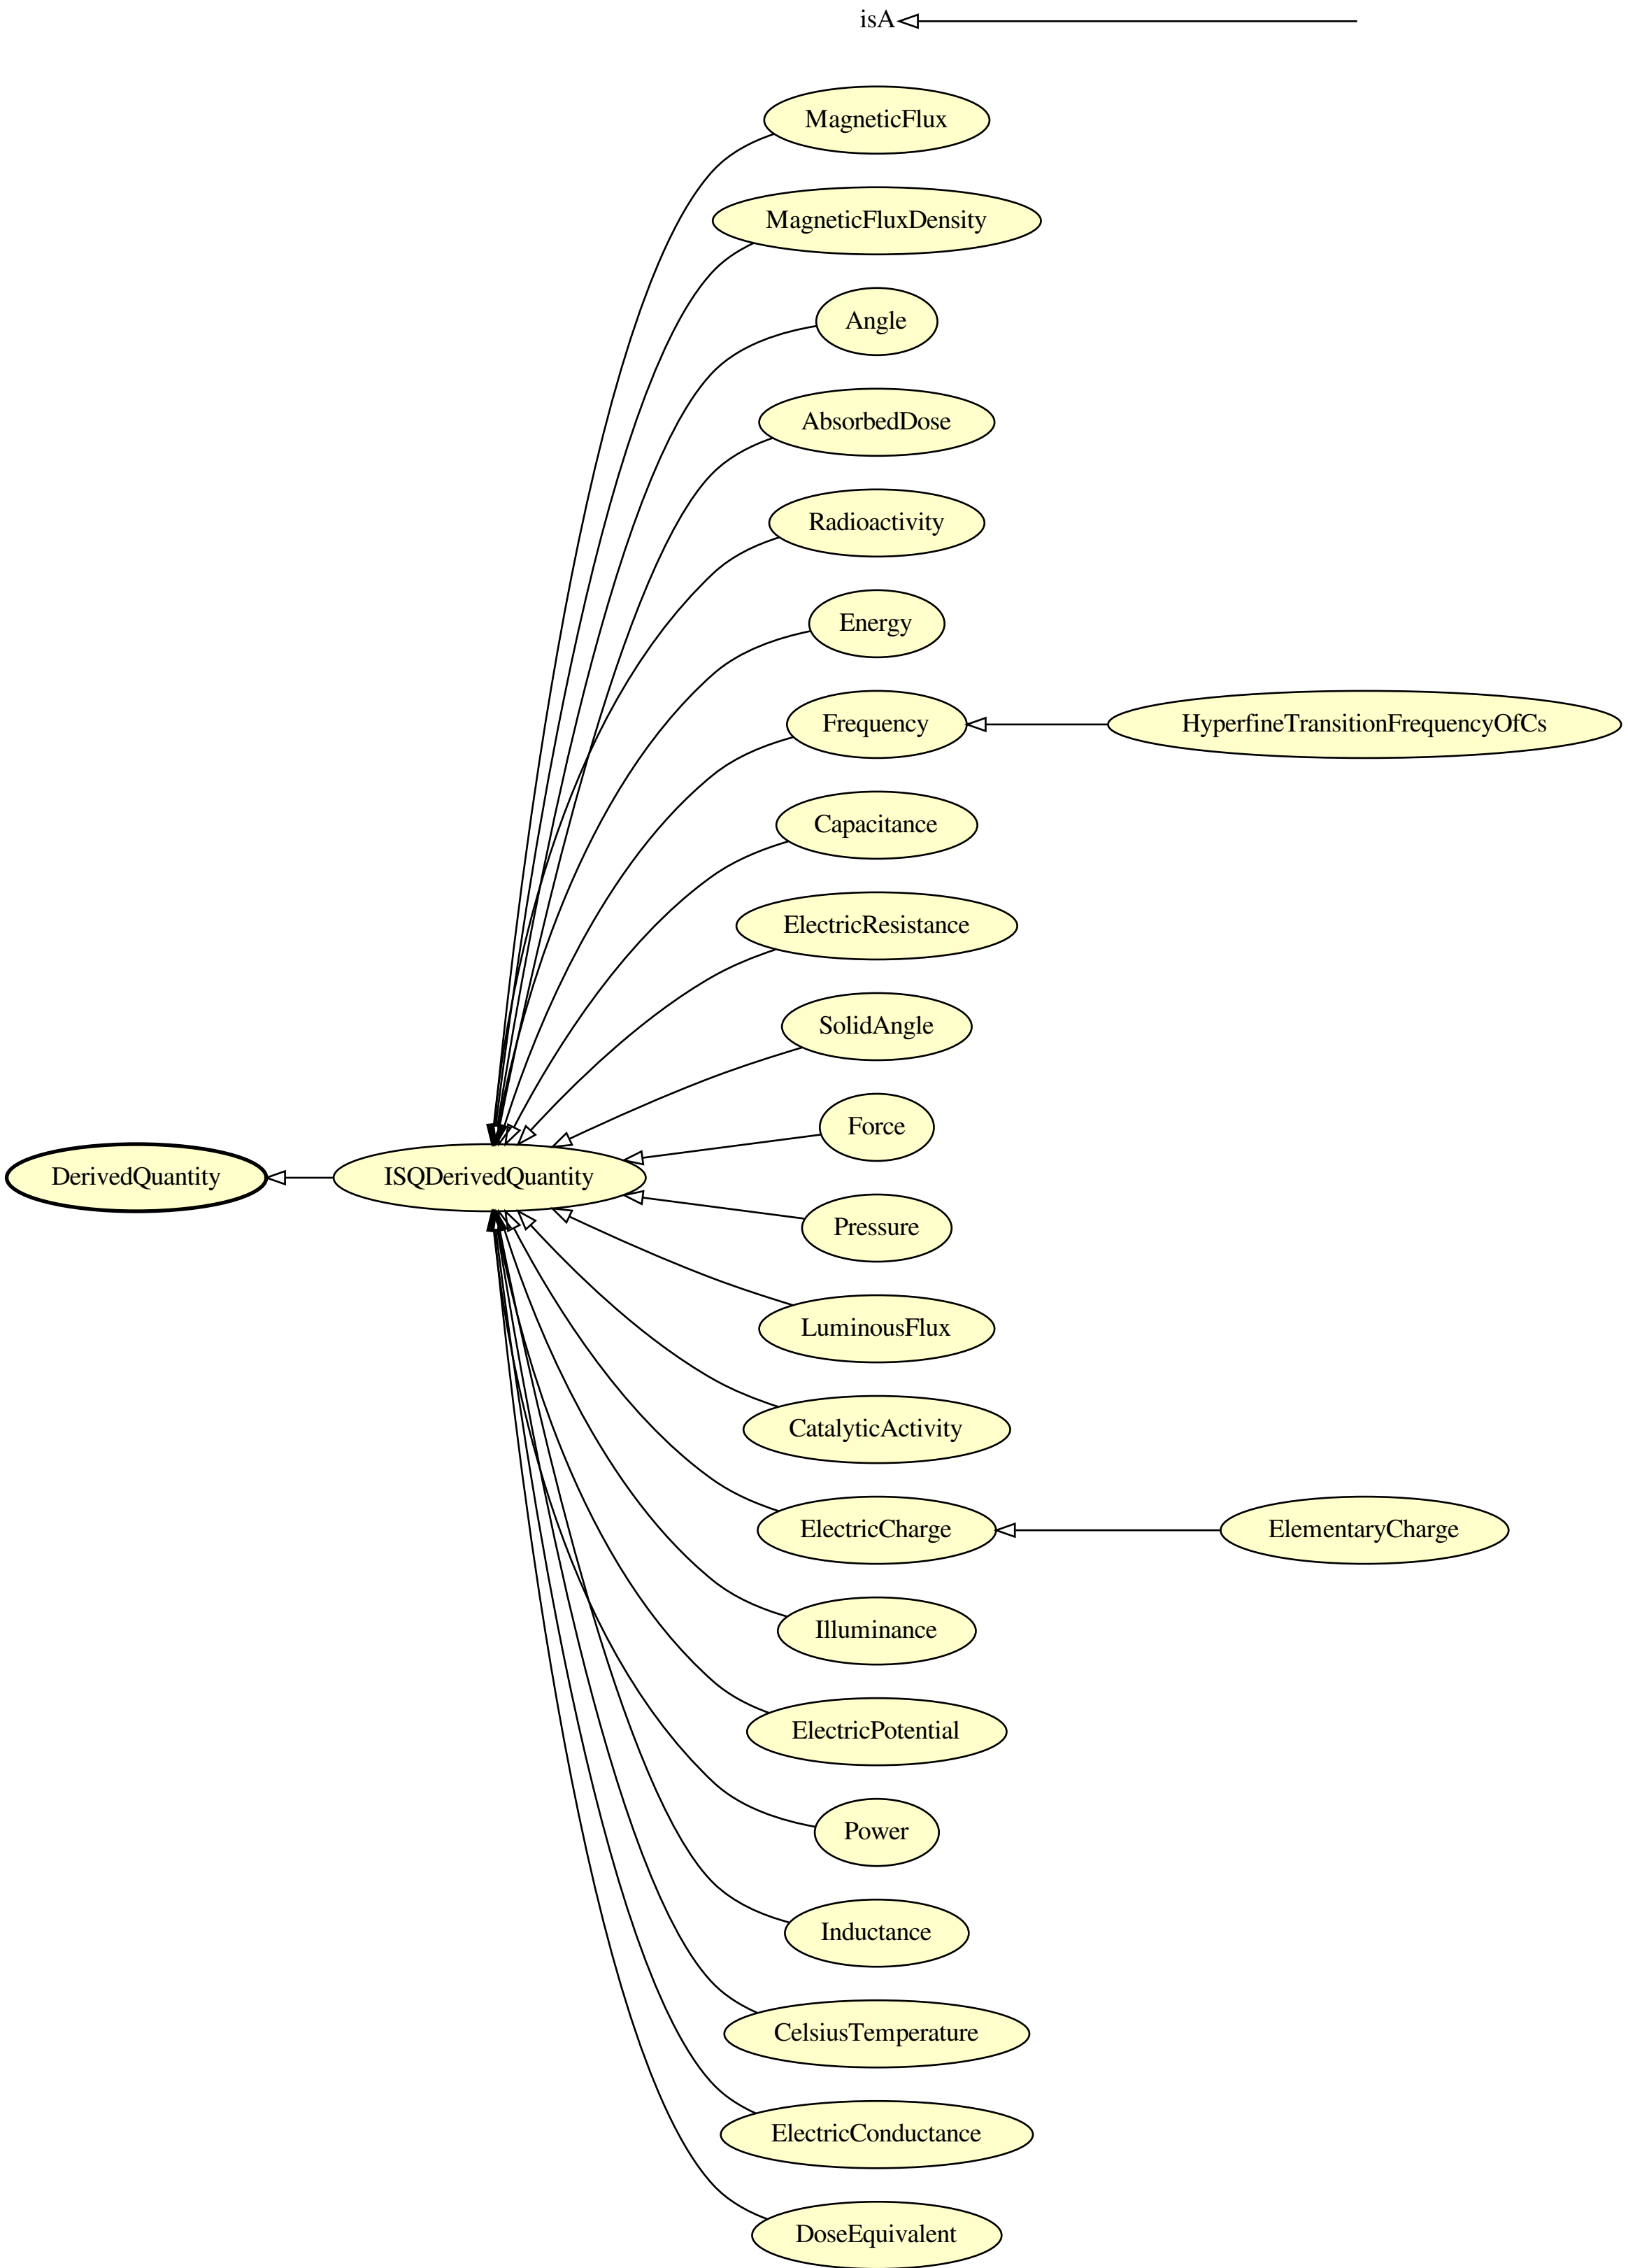 isA
MagneticFlux
MagneticFluxDensity
Angle
AbsorbedDose
Radioactivity
Energy
Frequency
HyperfineTransitionFrequencyOfCs
Capacitance
ElectricResistance
SolidAngle
Force
DerivedQuantity
ISQDerivedQuantity
Pressure
LuminousFlux
CatalyticActivity
ElectricCharge
ElementaryCharge
Illuminance
ElectricPotential
Power
Inductance
CelsiusTemperature
ElectricConductance
DoseEquivalent